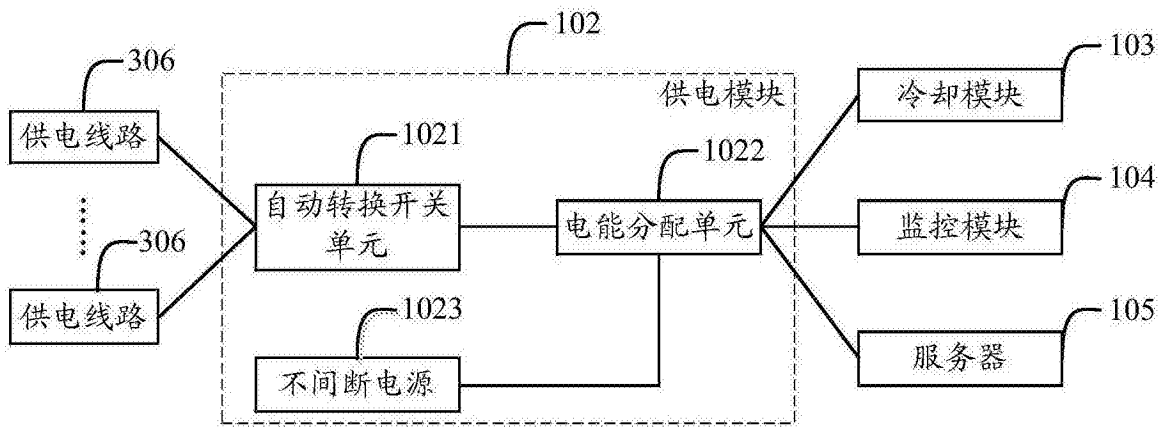 102
供电模块
306
供电线路
306
供电线路
1021
自动转换开关
单元
1022
电能分配单元
1023
不间断电源
103
冷却模块
104
监控模块
105
服务器